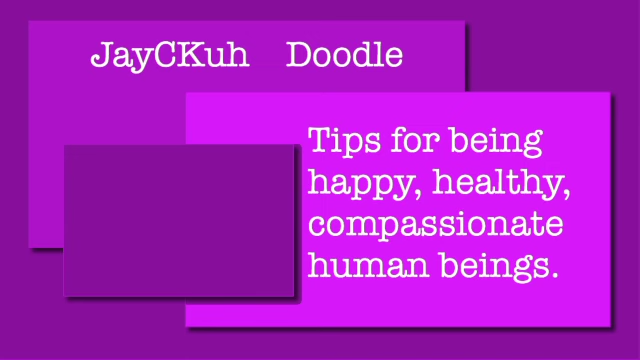 JayCKuh Doodle
Tips for being
happy, healthy,
compassionate
human beings.